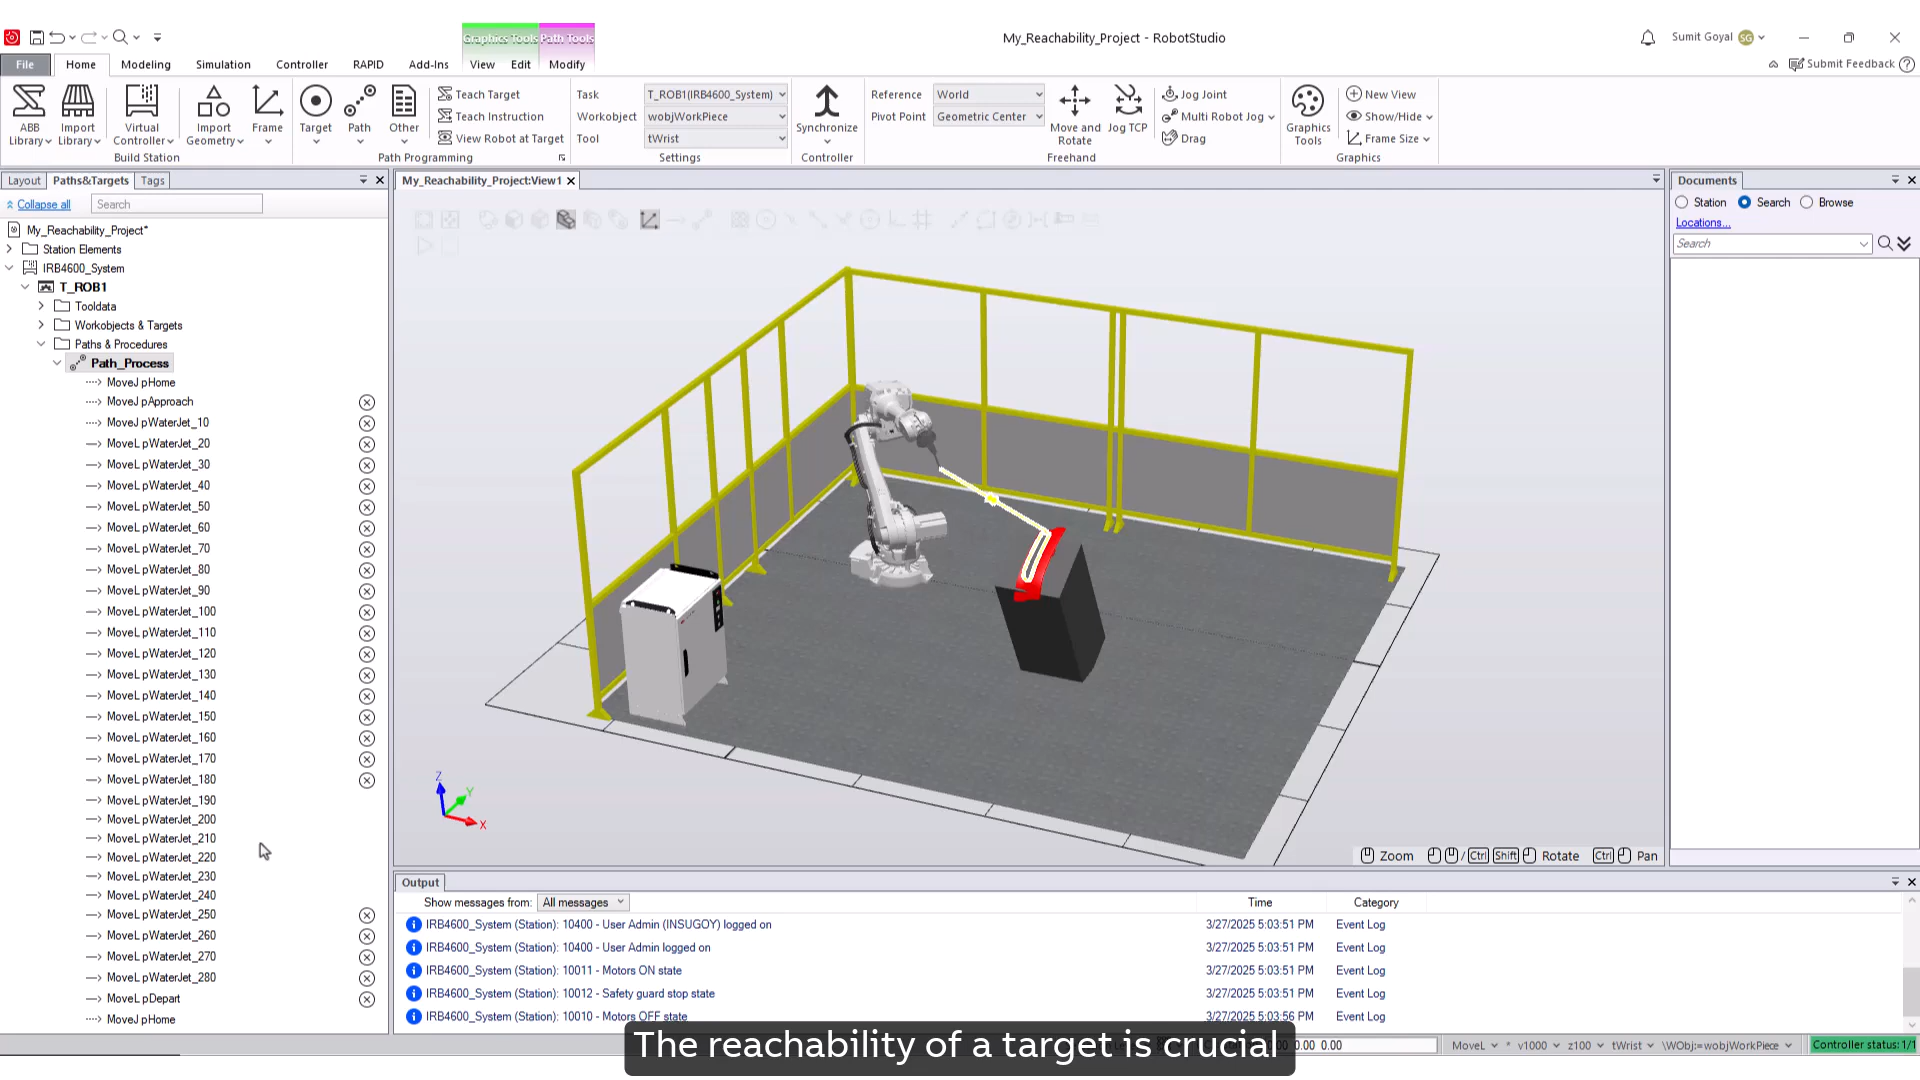 Graphics Tools Path Tools
My_Reachability_Project - RobotStudio
Sumit Goyal SG
File Home Modeling Simulation Controller RAPID Add-Ins View Edit Modify
Submit Feedback
ABB Library
Import Library
Virtual Controller
Import Geometry
Frame
Build Station
Target
Path
Other
Teach Target
Teach Instruction
View Robot at Target
Path Programming
Task T_ROB1(IRB4600_System)
Workobject wobjWorkPiece
Tool tWrist
Settings
Synchronize
Controller
Reference World
Pivot Point Geometric Center
Move and Rotate
Jog TCP
Jog Joint
Multi Robot Jog
Drag
Freehand
Graphics Tools
New View
Show/Hide
Frame Size
Graphics
Layout Paths&Targets Tags
Collapse all Search
My_Reachability_Project*
Station Elements
IRB4600_System
T_ROB1
Tooldata
Workobjects & Targets
Paths & Procedures
Path_Process
MoveJ pHome
MoveJ pApproach
MoveJ pWaterJet_10
MoveL pWaterJet_20
MoveL pWaterJet_30
MoveL pWaterJet_40
MoveL pWaterJet_50
MoveL pWaterJet_60
MoveL pWaterJet_70
MoveL pWaterJet_80
MoveL pWaterJet_90
MoveL pWaterJet_100
MoveL pWaterJet_110
MoveL pWaterJet_120
MoveL pWaterJet_130
MoveL pWaterJet_140
MoveL pWaterJet_150
MoveL pWaterJet_160
MoveL pWaterJet_170
MoveL pWaterJet_180
MoveL pWaterJet_190
MoveL pWaterJet_200
MoveL pWaterJet_210
MoveL pWaterJet_220
MoveL pWaterJet_230
MoveL pWaterJet_240
MoveL pWaterJet_250
MoveL pWaterJet_260
MoveL pWaterJet_270
MoveL pWaterJet_280
MoveL pDepart
MoveJ pHome
My_Reachability_Project:View1
Z
Y
X
Zoom / Ctrl Shift Rotate Ctrl Pan
Documents
Station Search Browse
Locations...
Search
Output
Show messages from: All messages Time Category
IRB4600_System (Station): 10400 - User Admin (INSUGOY) logged on 3/27/2025 5:03:51 PM Event Log
IRB4600_System (Station): 10400 - User Admin logged on 3/27/2025 5:03:51 PM Event Log
IRB4600_System (Station): 10011 - Motors ON state 3/27/2025 5:03:51 PM Event Log
IRB4600_System (Station): 10012 - Safety guard stop state 3/27/2025 5:03:51 PM Event Log
IRB4600_System (Station): 10010 - Motors OFF state 3/27/2025 5:03:56 PM Event Log
The reachability of a target is crucial
0.00 MoveL * v1000 z100 tWrist \WObj:=wobjWorkPiece Controller status: 1/1